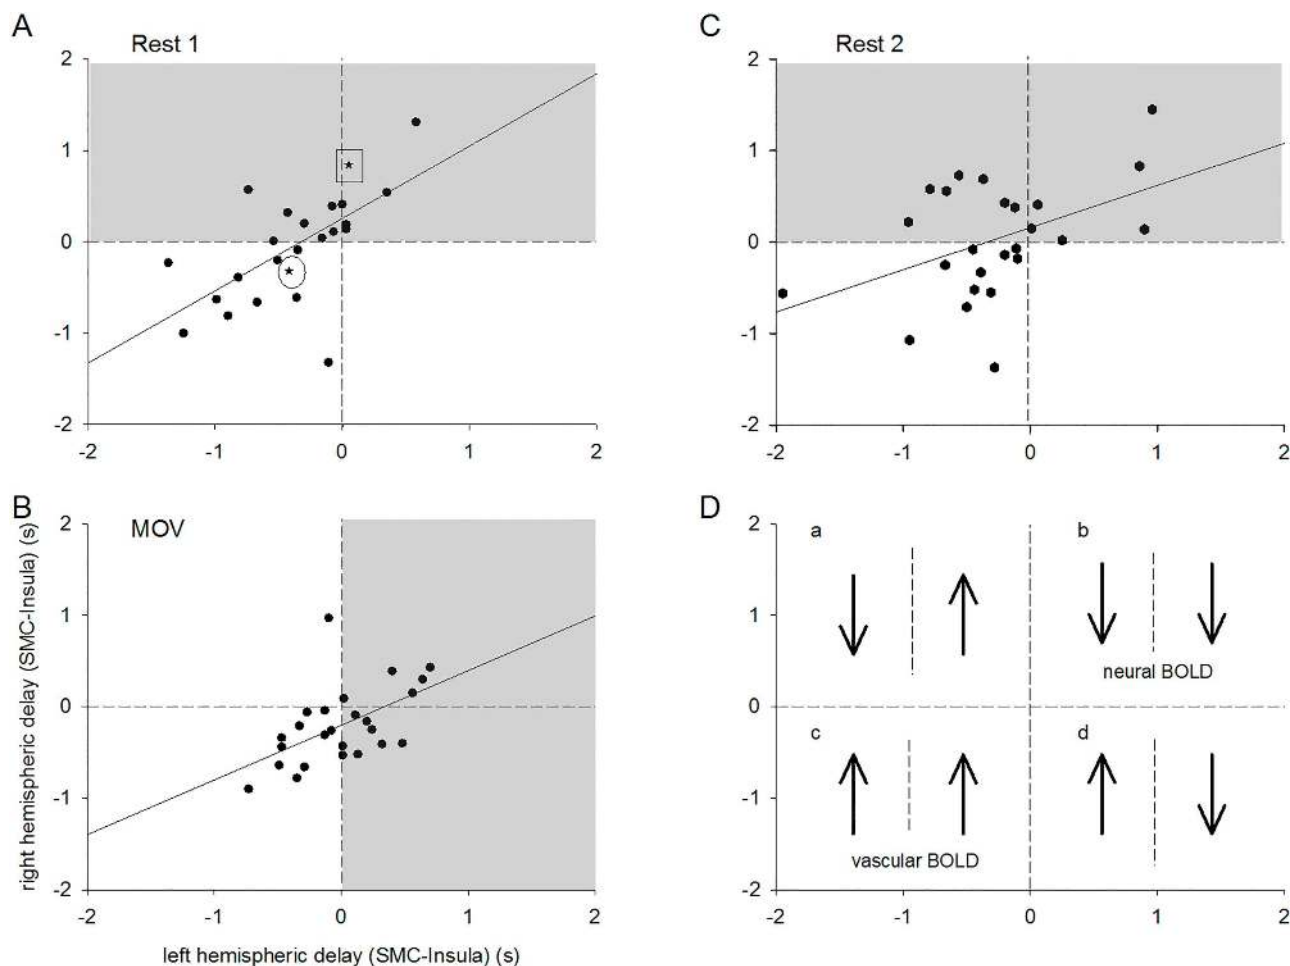 A
Rest 1
2
1
0
-1
-2
-2 -1 0 1 2
C
Rest 2
2
1
0
-1
-2
-2 -1 0 1 2
B
MOV
2
1
0
-1
-2
-2 -1 0 1 2
right hemispheric delay (SMC-Insula) (s)
left hemispheric delay (SMC-Insula) (s)
D
2
1
0
-1
-2
a
b
neural BOLD
c
d
vascular BOLD
-2 -1 0 1 2